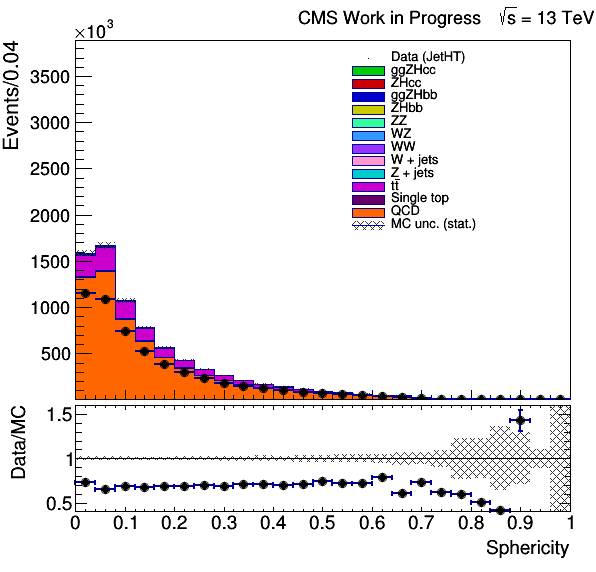 CMS Work in Progress √s = 13 TeV
×10³
Events/0.04
3500
3000
2500
2000
1500
1000
500
Data (JetHT)
ggZHcc
ZHcc
ggZHbb
ZHbb
ZZ
WZ
WW
W + jets
Z + jets
tt̄
Single top
QCD
MC unc. (stat.)
Data/MC
1.5
1
0.5
0 0.1 0.2 0.3 0.4 0.5 0.6 0.7 0.8 0.9 1
Sphericity